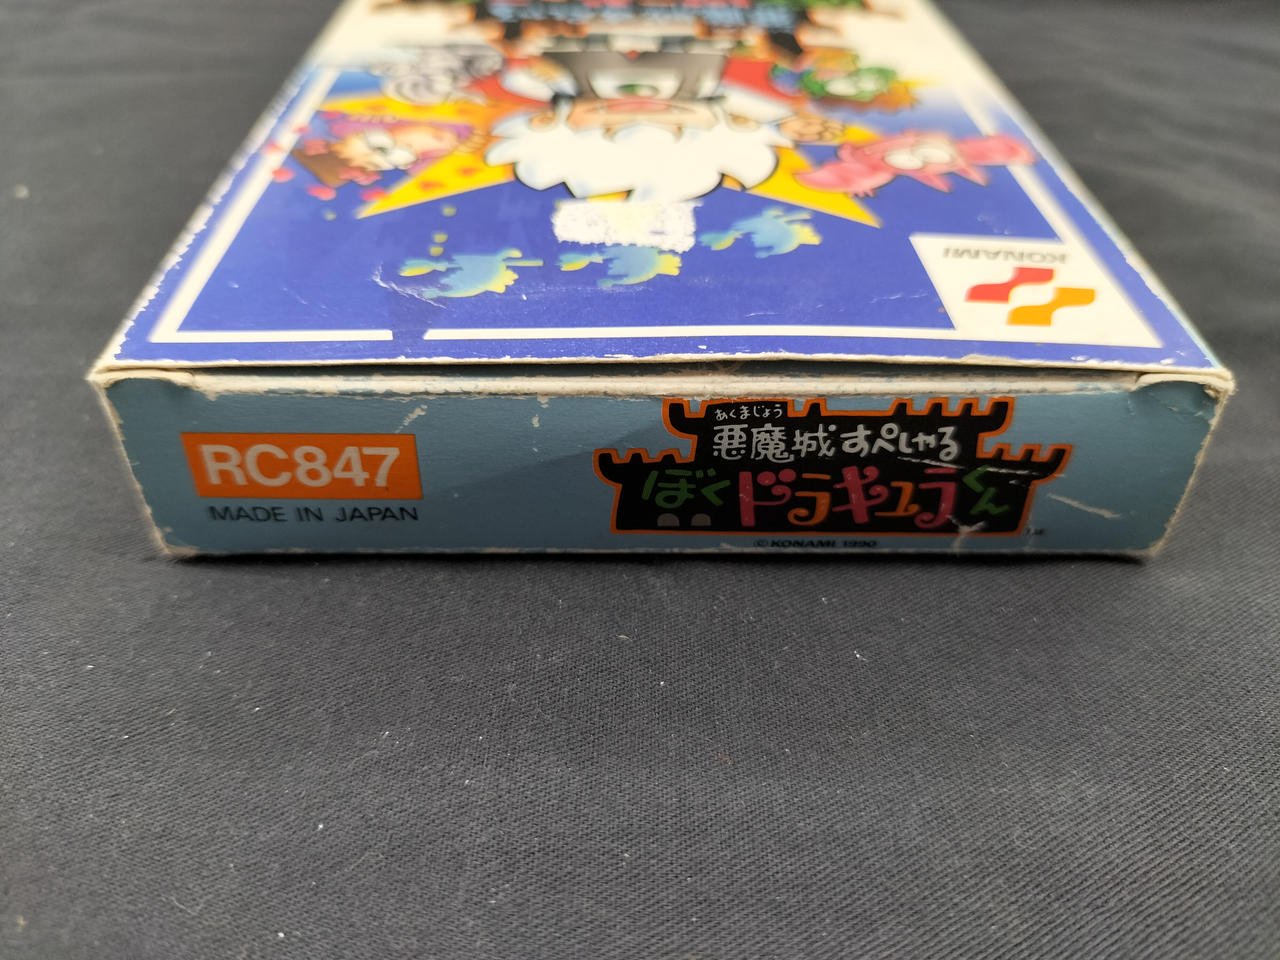 KONAMI
RC847
MADE IN JAPAN
あくまじょう
悪魔城すぺしゃる
ぼくドラキュラくん
TM
©KONAMI 1990